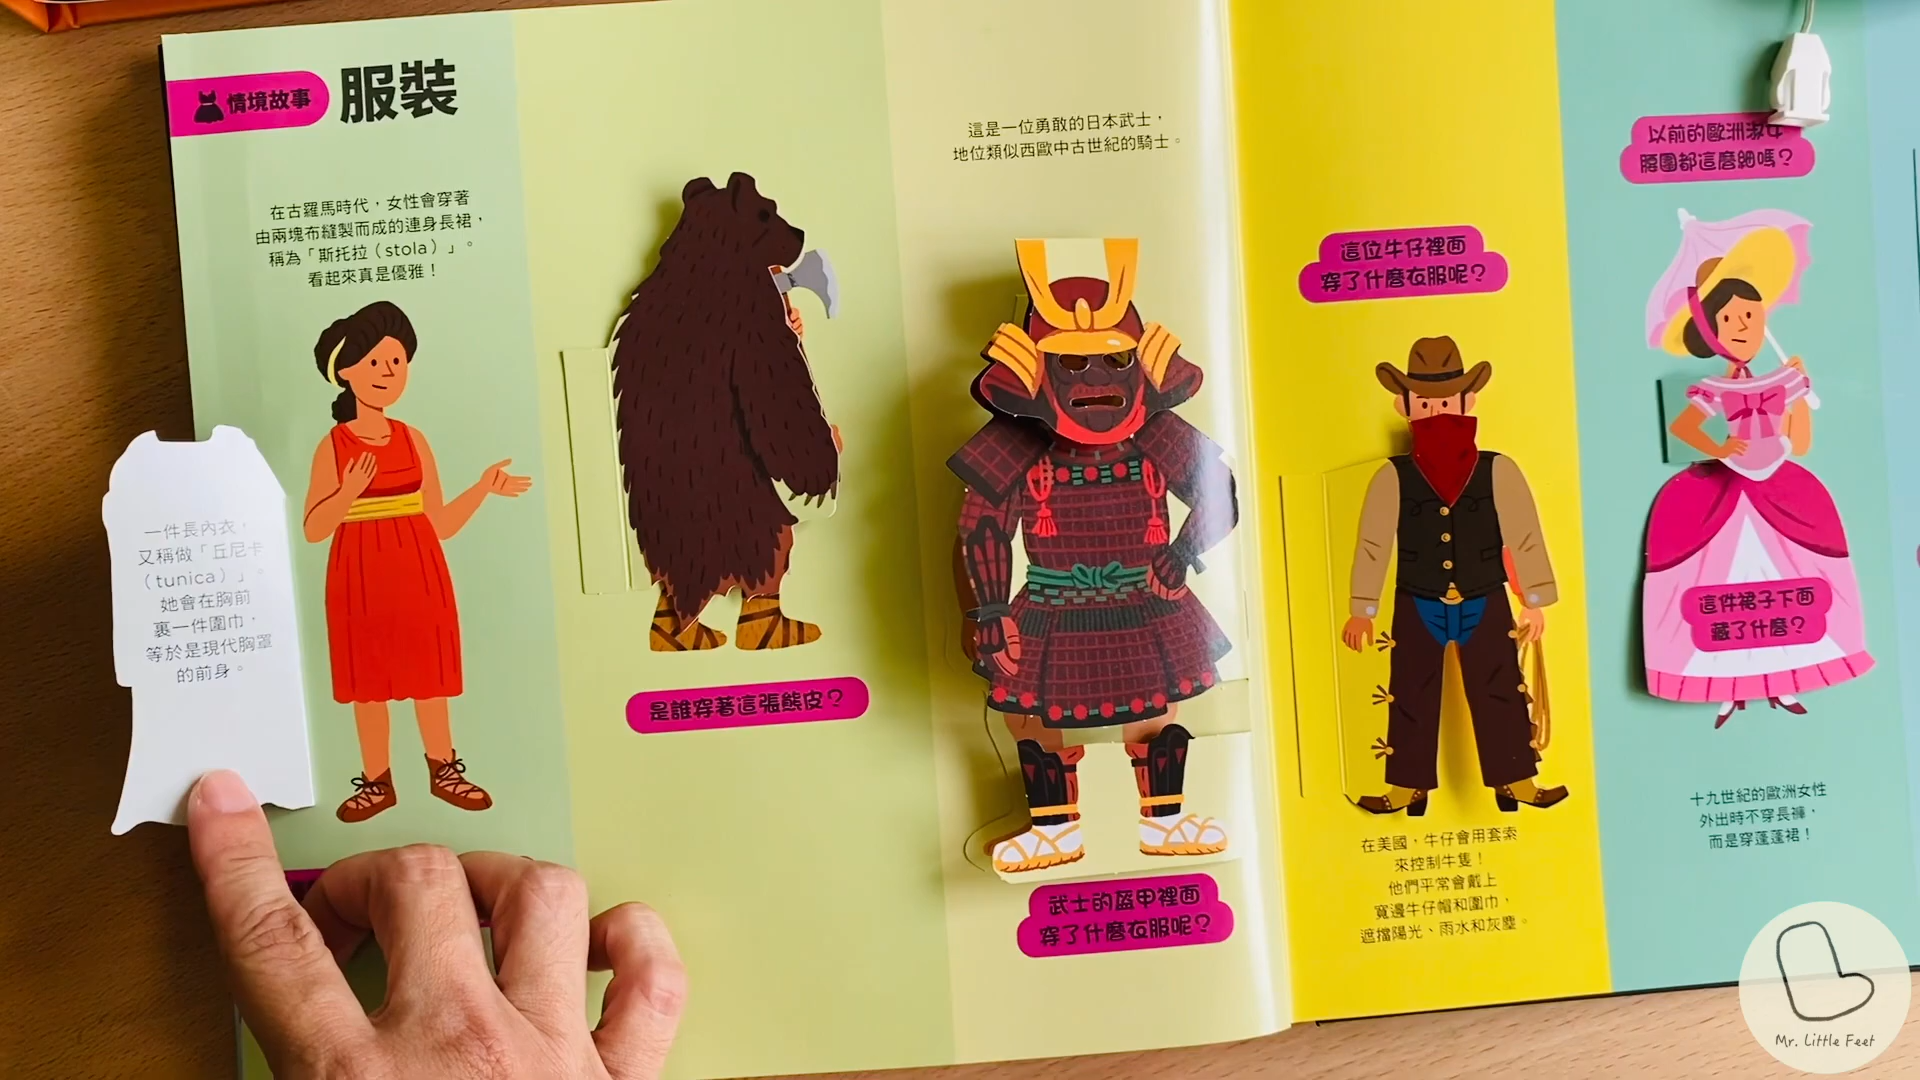 情境故事
服裝
在古羅馬時代，女性會穿著
由兩塊布縫製而成的連身長裙，
稱為「斯托拉（stola）」。
看起來真是優雅！
一件長內衣，
又稱做「丘尼卡
（tunica）」。
她會在胸前
裹一件圍巾，
等於是現代胸罩
的前身。
是誰穿著這張熊皮？
這是一位勇敢的日本武士，
地位類似西歐中古世紀的騎士。
武士的盔甲裡面
穿了什麼衣服呢？
這位牛仔裡面
穿了什麼衣服呢？
在美國，牛仔會用套索
來控制牛隻！
他們平常會戴上
寬邊牛仔帽和圍巾，
遮擋陽光、雨水和灰塵。
以前的歐洲淑女
腰圍都這麼細嗎？
這件裙子下面
藏了什麼？
十九世紀的歐洲女性
外出時不穿長褲，
而是穿蓬蓬裙！
Mr. Little Feet